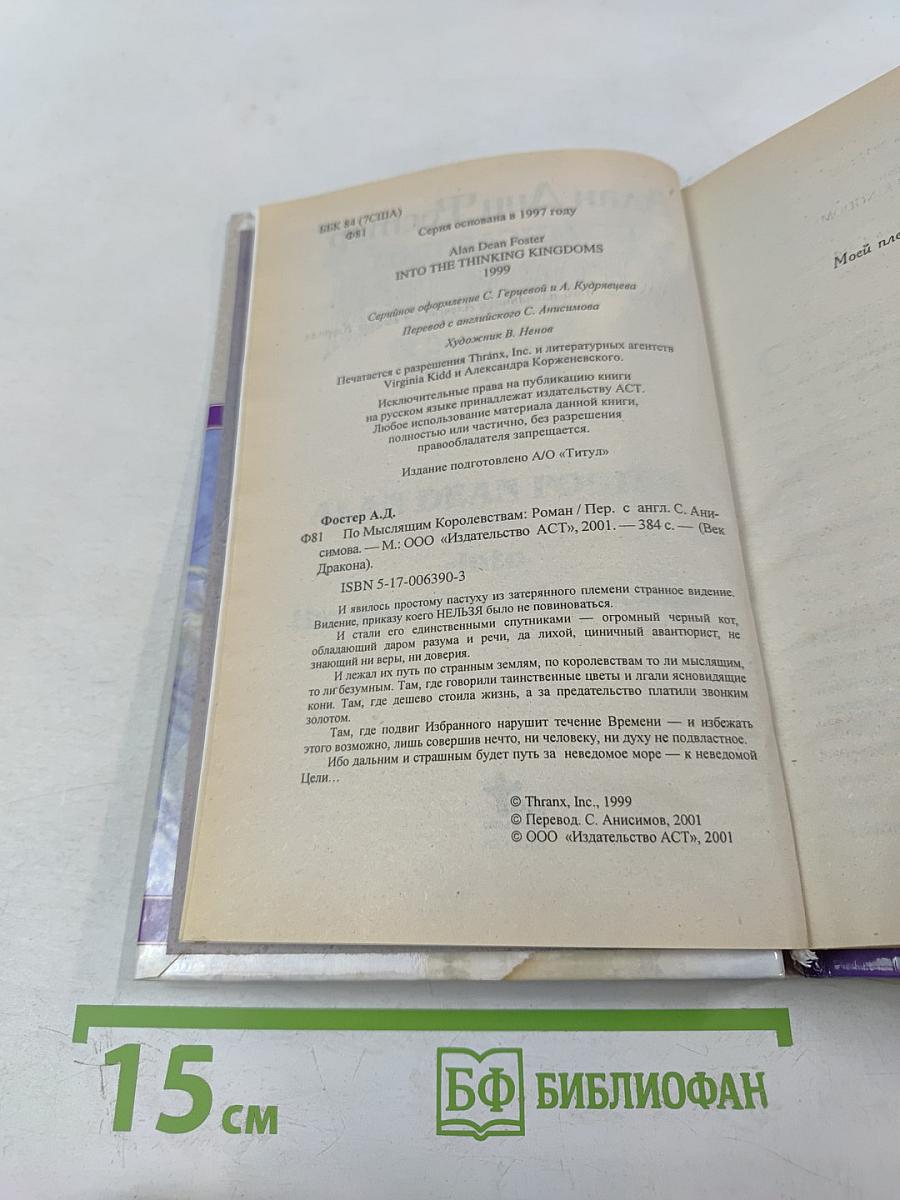 ББК 84 (7США)
Ф81
Серия основана в 1997 году
Alan Dean Foster
INTO THE THINKING KINGDOMS
1999
Серийное оформление С. Герцевой и А. Кудрявцева
Перевод с английского С. Анисимова
Художник В. Ненов
Печатается с разрешения Thranx, Inc. и литературных агентств
Virginia Kidd и Александра Корженевского.
Исключительные права на публикацию книги
на русском языке принадлежат издательству АСТ.
Любое использование материала данной книги,
полностью или частично, без разрешения
правообладателя запрещается.
Издание подготовлено А/О «Титул»
Фостер А.Д.
Ф81 По Мыслящим Королевствам: Роман / Пер. с англ. С. Ани-
симова. — М.: ООО «Издательство АСТ», 2001. — 384 с. — (Век
Дракона).
ISBN 5-17-006390-3
И явилось простому пастуху из затерянного племени странное видение.
Видение, приказу коего НЕЛЬЗЯ было не повиноваться.
И стали его единственными спутниками — огромный черный кот,
обладающий даром разума и речи, да лихой, циничный авантюрист, не
знающий ни веры, ни доверия.
И лежал их путь по странным землям, по королевствам то ли мыслящим,
то ли безумным. Там, где говорили таинственные цветы и лгали ясновидящие
кони. Там, где дешево стоила жизнь, а за предательство платили звонким
золотом.
Там, где подвиг Избранного нарушит течение Времени — и избежать
этого возможно, лишь совершив нечто, ни человеку, ни духу не подвластное.
Ибо дальним и страшным будет путь за неведомое море — к неведомой
Цели...
© Thranx, Inc., 1999
© Перевод. С. Анисимов, 2001
© ООО «Издательство АСТ», 2001
Моей
15 см
БФ БИБЛИОФАН